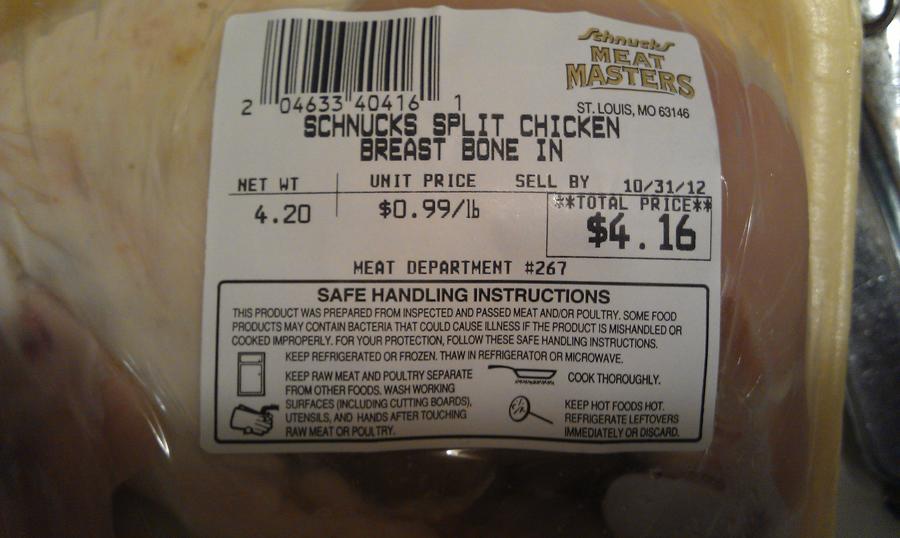 Schnucks
MEAT
MASTERS
ST. LOUIS, MO 63146
2 04633 40416 1
SCHNUCKS SPLIT CHICKEN
BREAST BONE IN
NET WT UNIT PRICE SELL BY 10/31/12
4.20 $0.99/lb **TOTAL PRICE**
$4.16
MEAT DEPARTMENT #267
SAFE HANDLING INSTRUCTIONS
THIS PRODUCT WAS PREPARED FROM INSPECTED AND PASSED MEAT AND/OR POULTRY. SOME FOOD
PRODUCTS MAY CONTAIN BACTERIA THAT COULD CAUSE ILLNESS IF THE PRODUCT IS MISHANDLED OR
COOKED IMPROPERLY. FOR YOUR PROTECTION, FOLLOW THESE SAFE HANDLING INSTRUCTIONS.
KEEP REFRIGERATED OR FROZEN. THAW IN REFRIGERATOR OR MICROWAVE.
KEEP RAW MEAT AND POULTRY SEPARATE
FROM OTHER FOODS. WASH WORKING
SURFACES (INCLUDING CUTTING BOARDS),
UTENSILS, AND HANDS AFTER TOUCHING
RAW MEAT OR POULTRY.
COOK THOROUGHLY.
KEEP HOT FOODS HOT.
REFRIGERATE LEFTOVERS
IMMEDIATELY OR DISCARD.